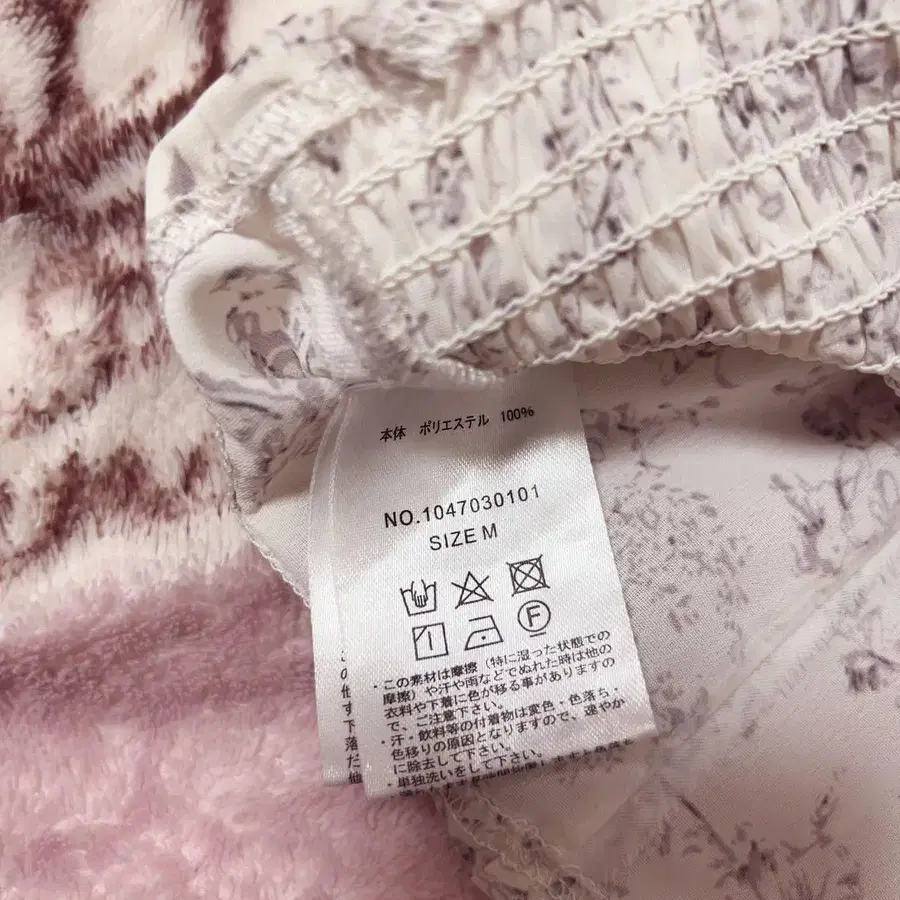 本体 ポリエステル 100%
NO.1047030101
SIZE M
F
・この素材は摩擦(特に湿った状態での
摩擦)や汗や雨などでぬれた時は他の
衣料や下着に色が移る事がありますの
で、ご注意下さい。
・汗・飲料等の付着物は変色・色落ち・
色移りの原因となりますので、速やか
に除去して下さい。
・単独洗いをして下さい。